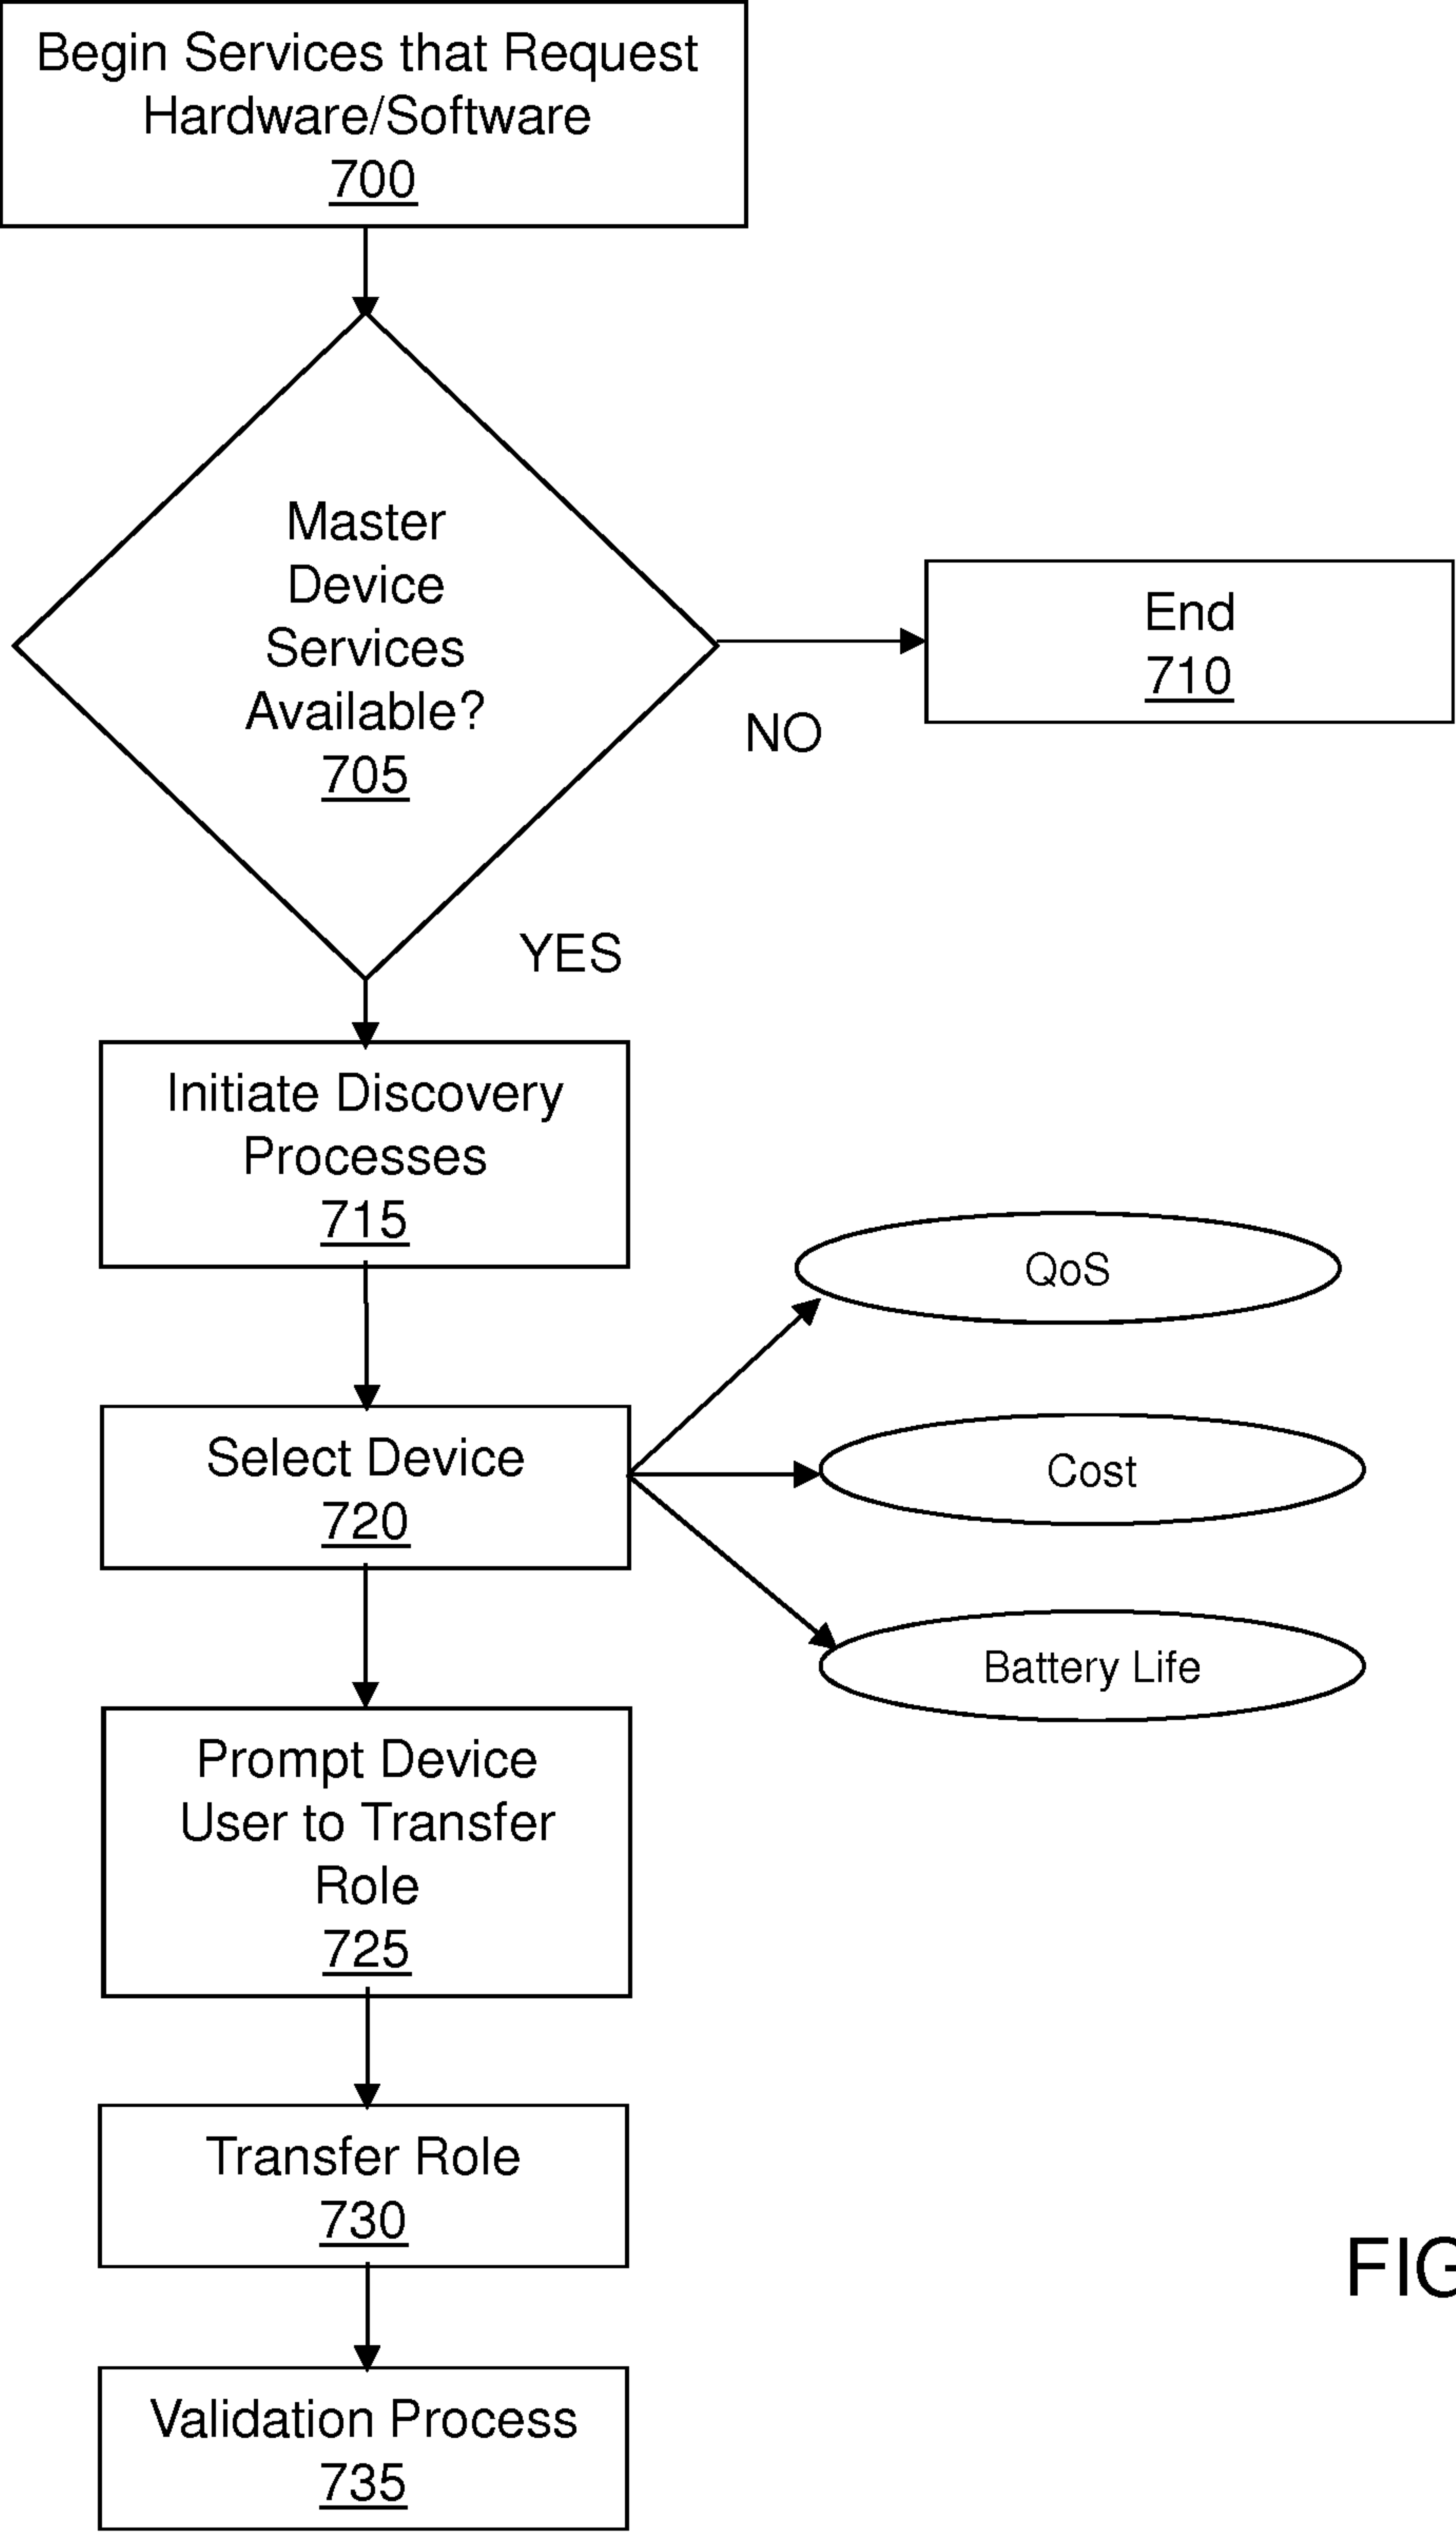 Begin Services that Request
Hardware/Software
700
Master
Device
Services
Available?
705
NO
End
710
YES
Initiate Discovery
Processes
715
QoS
Select Device
720
Cost
Battery Life
Prompt Device
User to Transfer
Role
725
Transfer Role
730
FIG
Validation Process
735